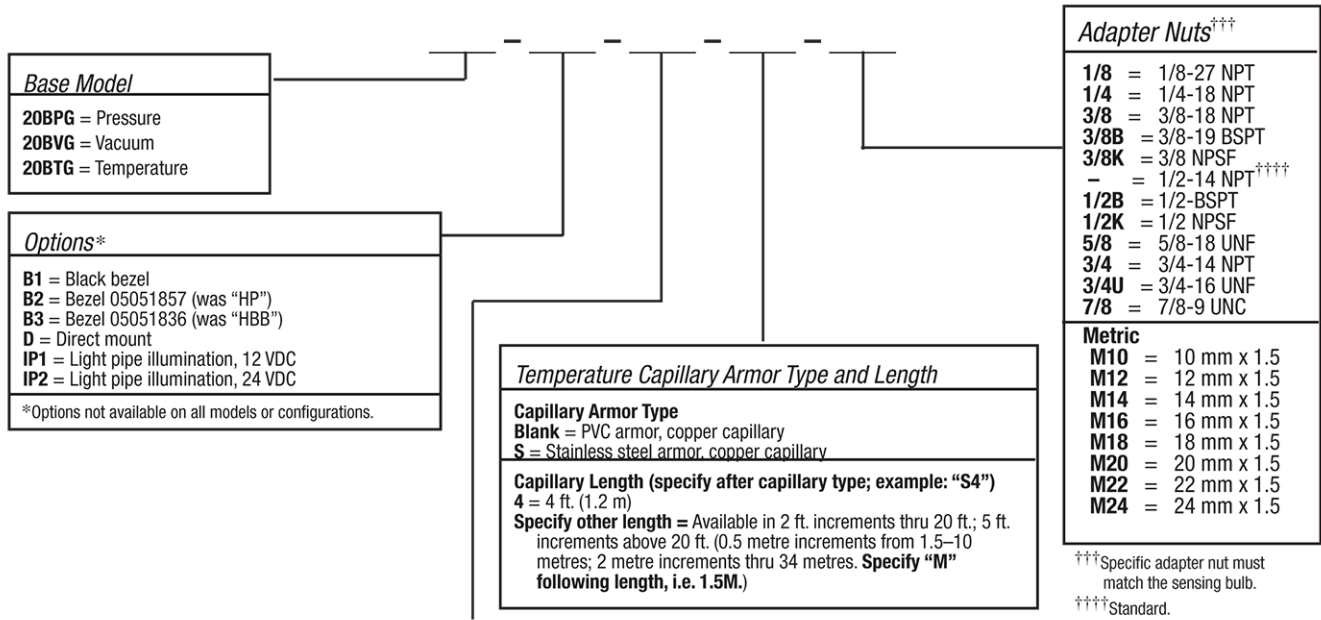 Base Model
20BPG = Pressure
20BVG = Vacuum
20BTG = Temperature
Options*
B1 = Black bezel
B2 = Bezel 05051857 (was “HP”)
B3 = Bezel 05051836 (was “HBB”)
D = Direct mount
IP1 = Light pipe illumination, 12 VDC
IP2 = Light pipe illumination, 24 VDC
*Options not available on all models or configurations.
Temperature Capillary Armor Type and Length
Capillary Armor Type
Blank = PVC armor, copper capillary
S = Stainless steel armor, copper capillary
Capillary Length (specify after capillary type; example: “S4”)
4 = 4 ft. (1.2 m)
Specify other length = Available in 2 ft. increments thru 20 ft.; 5 ft.
increments above 20 ft. (0.5 metre increments from 1.5–10
metres; 2 metre increments thru 34 metres. Specify “M”
following length, i.e. 1.5M.)
Adapter Nuts†††
1/8 = 1/8-27 NPT
1/4 = 1/4-18 NPT
3/8 = 3/8-18 NPT
3/8B = 3/8-19 BSPT
3/8K = 3/8 NPSF
– = 1/2-14 NPT††††
1/2B = 1/2-BSPT
1/2K = 1/2 NPSF
5/8 = 5/8-18 UNF
3/4 = 3/4-14 NPT
3/4U = 3/4-16 UNF
7/8 = 7/8-9 UNC
Metric
M10 = 10 mm x 1.5
M12 = 12 mm x 1.5
M14 = 14 mm x 1.5
M16 = 16 mm x 1.5
M18 = 18 mm x 1.5
M20 = 20 mm x 1.5
M22 = 22 mm x 1.5
M24 = 24 mm x 1.5
†††Specific adapter nut must
match the sensing bulb.
††††Standard.